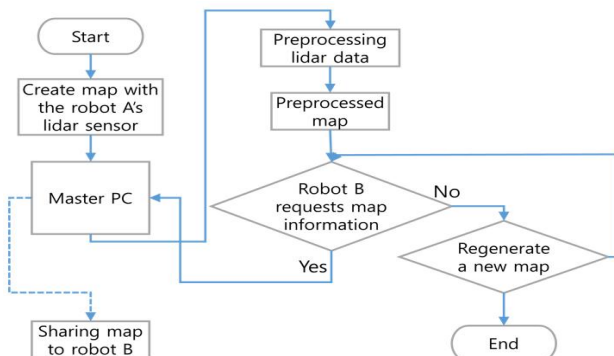 Start
Create map with
the robot A's
lidar sensor
Master PC
Sharing map
to robot B
Preprocessing
lidar data
Preprocessed
map
Robot B
requests map
information
Yes
No
Regenerate
a new map
End